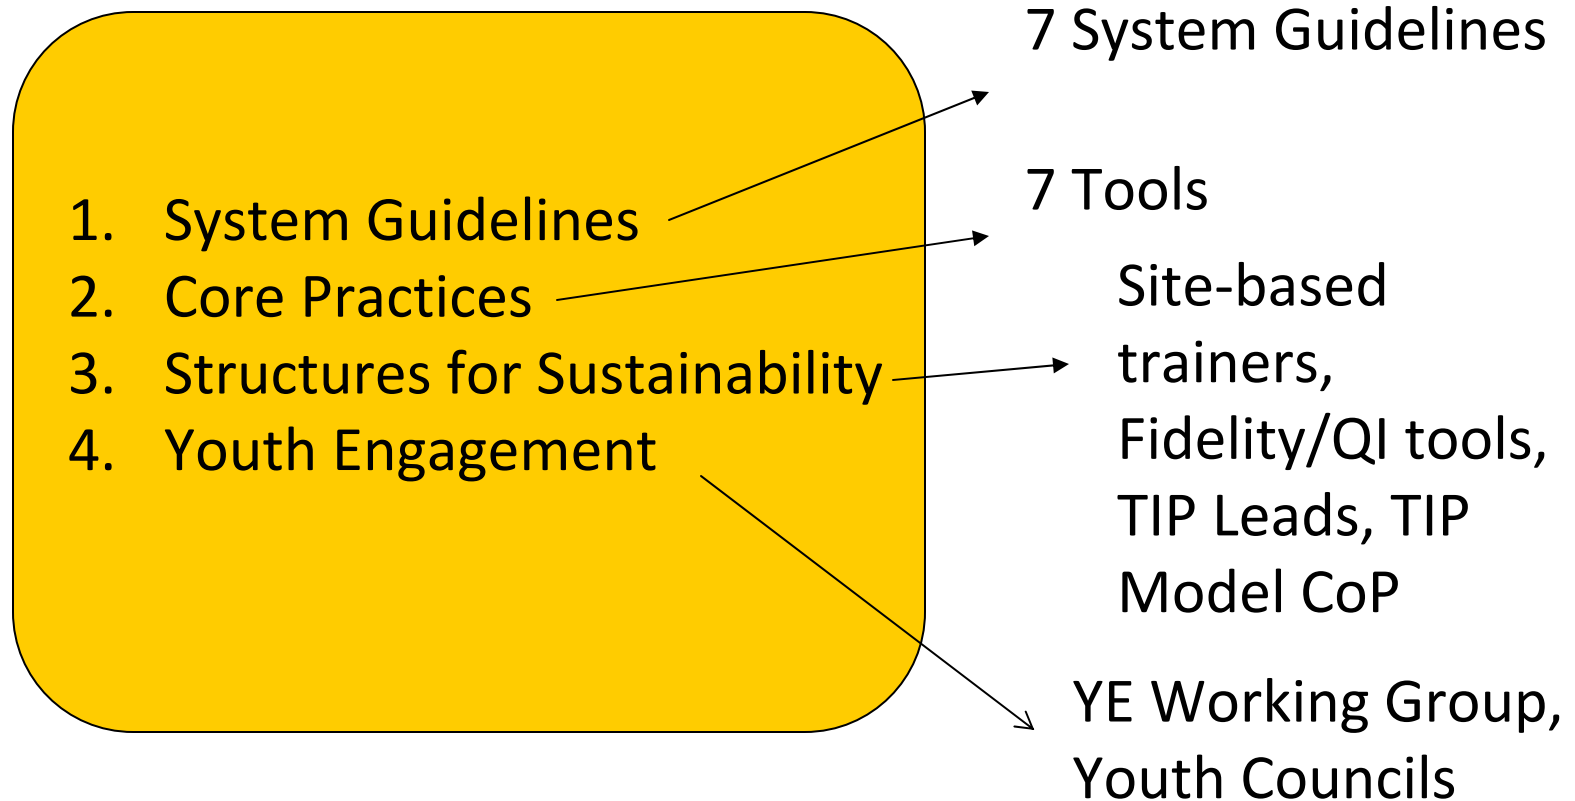 1. System Guidelines
2. Core Practices
3. Structures for Sustainability
4. Youth Engagement
7 System Guidelines
7 Tools
Site-based
trainers,
Fidelity/QI tools,
TIP Leads, TIP
Model CoP
YE Working Group,
Youth Councils